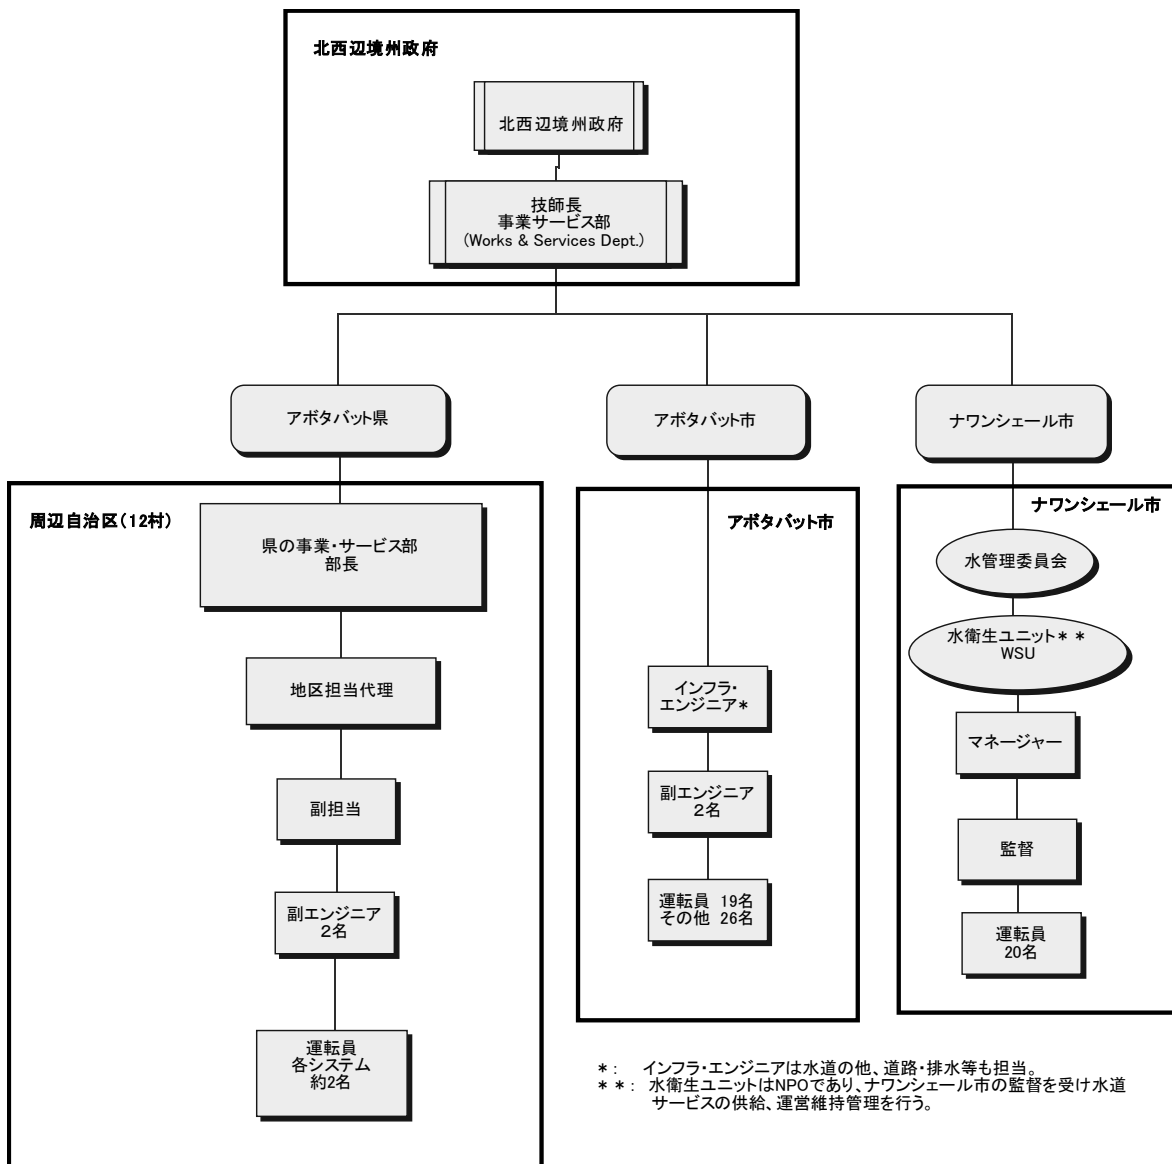 北西辺境州政府
北西辺境州政府
技師長
事業サービス部
(Works & Services Dept.)
アボタバット県
アボタバット市
ナワンシェール市
周辺自治区(12村)
県の事業・サービス部
部長
地区担当代理
副担当
副エンジニア
2名
運転員
各システム
約2名
アボタバット市
インフラ・
エンジニア*
副エンジニア
2名
運転員 19名
その他 26名
ナワンシェール市
水管理委員会
水衛生ユニット**
WSU
マネージャー
監督
運転員
20名
*: インフラ・エンジニアは水道の他、道路・排水等も担当。
**: 水衛生ユニットはNPOであり、ナワンシェール市の監督を受け水道
サービスの供給、運営維持管理を行う。